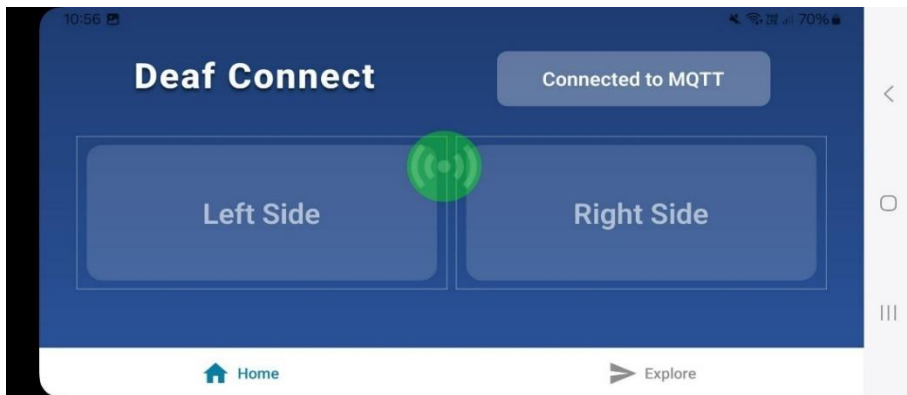 10:56 70%
Deaf Connect
Connected to MQTT
Left Side Right Side
Home Explore